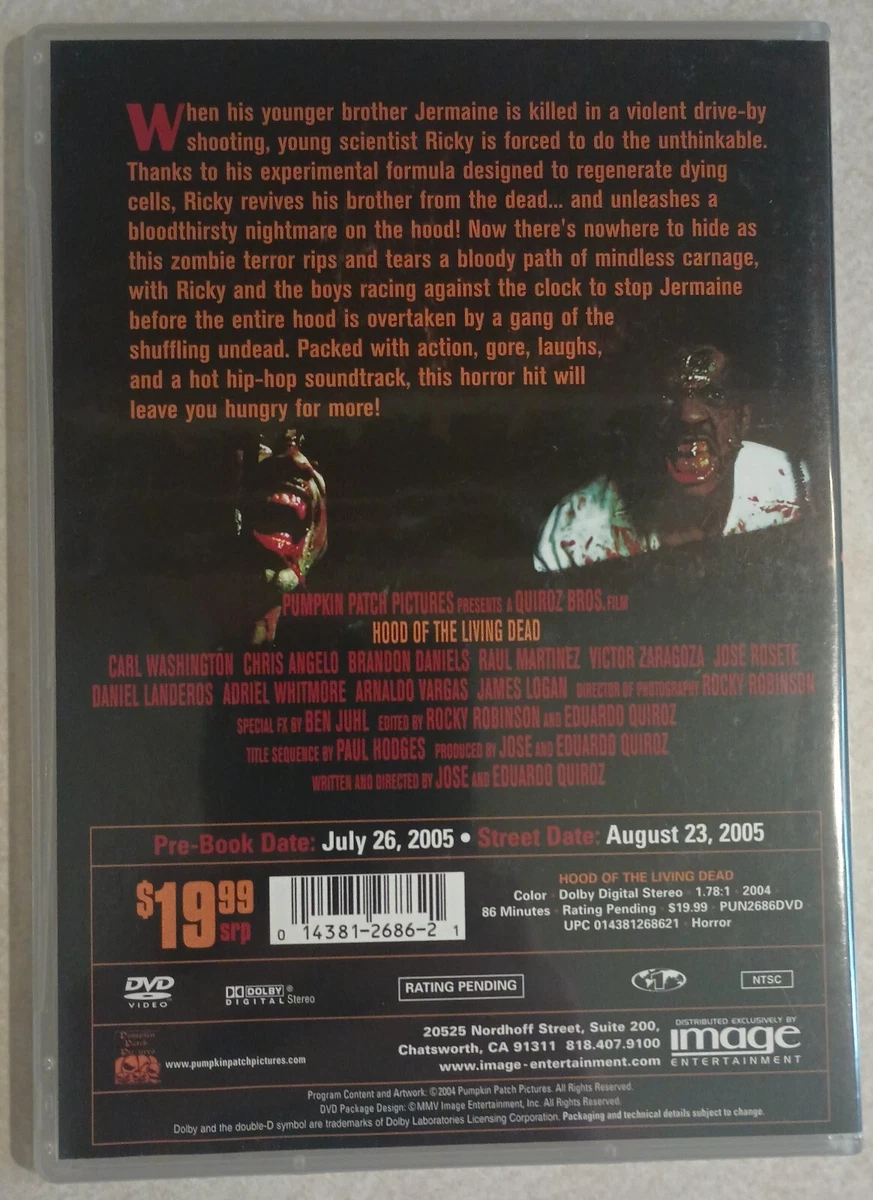 When his younger brother Jermaine is killed in a violent drive-by
shooting, young scientist Ricky is forced to do the unthinkable.
Thanks to his experimental formula designed to regenerate dying
cells, Ricky revives his brother from the dead... and unleashes a
bloodthirsty nightmare on the hood! Now there's nowhere to hide as
this zombie terror rips and tears a bloody path of mindless carnage,
with Ricky and the boys racing against the clock to stop Jermaine
before the entire hood is overtaken by a gang of the
shuffling undead. Packed with action, gore, laughs,
and a hot hip-hop soundtrack, this horror hit will
leave you hungry for more!
PUMPKIN PATCH PICTURES PRESENTS A QUIROZ BROS. FILM
HOOD OF THE LIVING DEAD
CARL WASHINGTON CHRIS ANGELO BRANDON DANIELS RAUL MARTINEZ VICTOR ZARAGOZA JOSE ROSETE
DANIEL LANDEROS ADRIEL WHITMORE ARNALDO VARGAS JAMES LOGAN DIRECTOR OF PHOTOGRAPHY ROCKY ROBINSON
SPECIAL FX BY BEN JUHL EDITED BY ROCKY ROBINSON AND EDUARDO QUIROZ
TITLE SEQUENCE BY PAUL HODGES PRODUCED BY JOSE AND EDUARDO QUIROZ
WRITTEN AND DIRECTED BY JOSE AND EDUARDO QUIROZ
Pre-Book Date: July 26, 2005 • Street Date: August 23, 2005
$19.99 srp
0 14381-2686-2 1
HOOD OF THE LIVING DEAD
Color · Dolby Digital Stereo · 1.78:1 · 2004
86 Minutes · Rating Pending · $19.99 · PUN2686DVD
UPC 014381268621 · Horror
DVD VIDEO
DOLBY DIGITAL ® Stereo
RATING PENDING
1
NTSC
Pumpkin Patch Pictures
www.pumpkinpatchpictures.com
20525 Nordhoff Street, Suite 200,
Chatsworth, CA 91311 818.407.9100
www.image-entertainment.com
DISTRIBUTED EXCLUSIVELY BY
image
ENTERTAINMENT
Program Content and Artwork: ©2004 Pumpkin Patch Pictures. All Rights Reserved.
DVD Package Design: ©MMV Image Entertainment, Inc. All Rights Reserved.
Dolby and the double-D symbol are trademarks of Dolby Laboratories Licensing Corporation. Packaging and technical details subject to change.